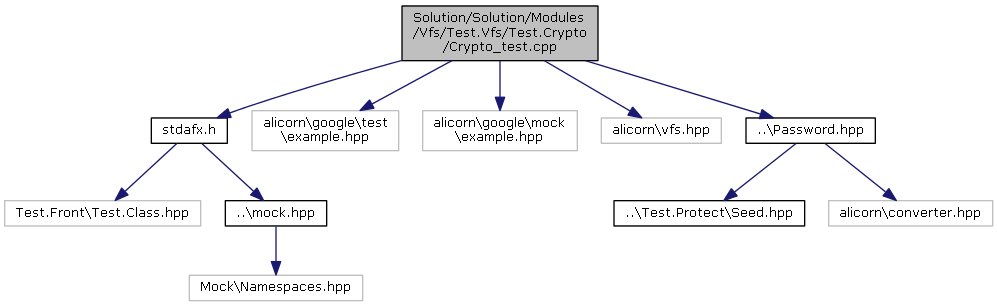 Solution/Solution/Modules
/Vfs/Test.Vfs/Test.Crypto
/Crypto_test.cpp
stdafx.h
alicorn\google\test
\example.hpp
alicorn\google\mock
\example.hpp
alicorn\vfs.hpp
..\Password.hpp
Test.Front\Test.Class.hpp
..\mock.hpp
..\Test.Protect\Seed.hpp
alicorn\converter.hpp
Mock\Namespaces.hpp